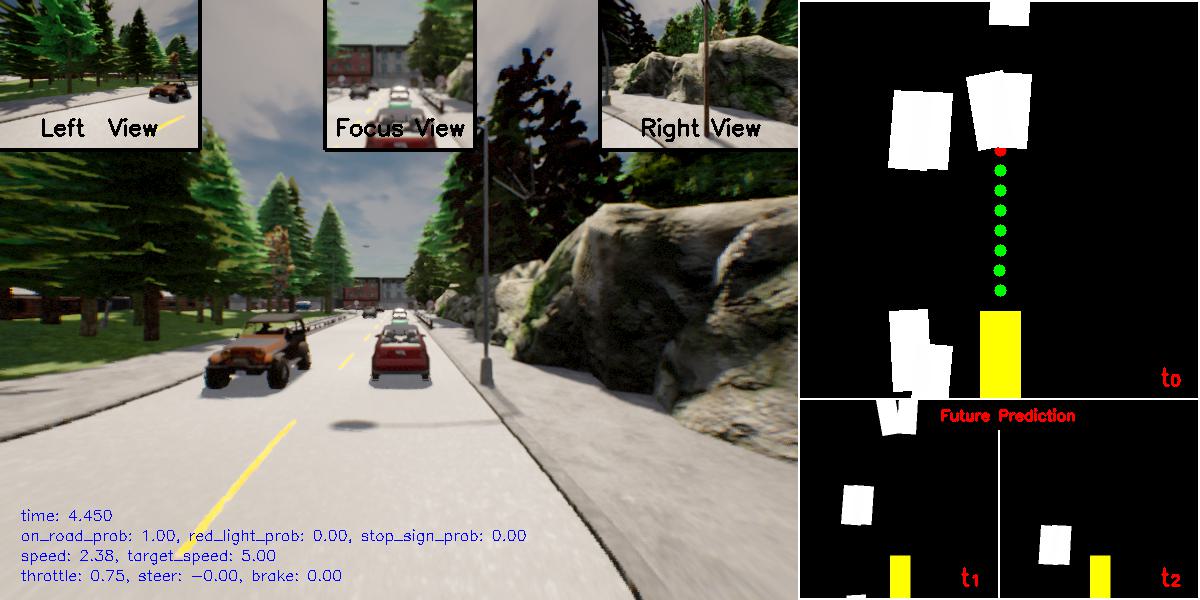 Left View
Focus View
Right View
t0
Future Prediction
t1
t2
time: 4.450
on_road_prob: 1.00, red_light_prob: 0.00, stop_sign_prob: 0.00
speed: 2.38, target_speed: 5.00
throttle: 0.75, steer: -0.00, brake: 0.00